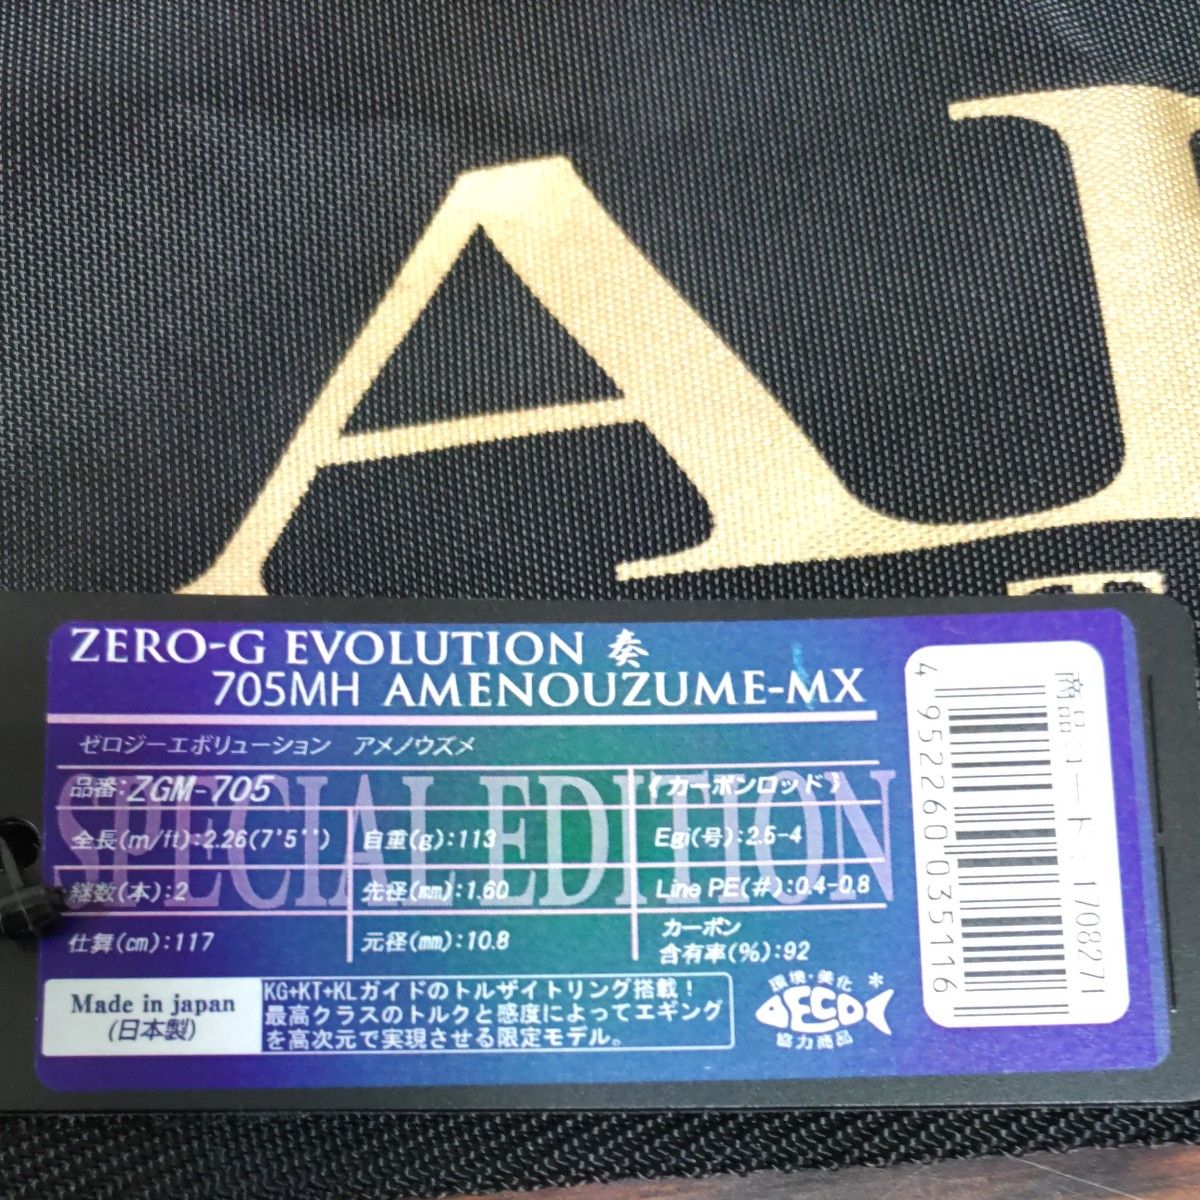 A
ZERO-G EVOLUTION 奏
705MH AMENOUZUME-MX
ゼロジーエボリューション アメノウズメ
SPECIAL EDITION
品番:ZGM-705 《カーボンロッド》
全長(m/ft):2.26(7'5'') 自重(g):113 Egi(号):2.5-4
継数(本):2 先径(mm):1.60 Line PE(#):0.4-0.8
仕舞(cm):117 元径(mm):10.8 カーボン
含有率(%):92
Made in japan
(日本製)
KG+KT+KLガイドのトルザイトリング搭載!
最高クラスのトルクと感度によってエギング
を高次元で実現させる限定モデル。
環境・美化
DECO
協力商品
商品コード: 170827
4 952260 035116